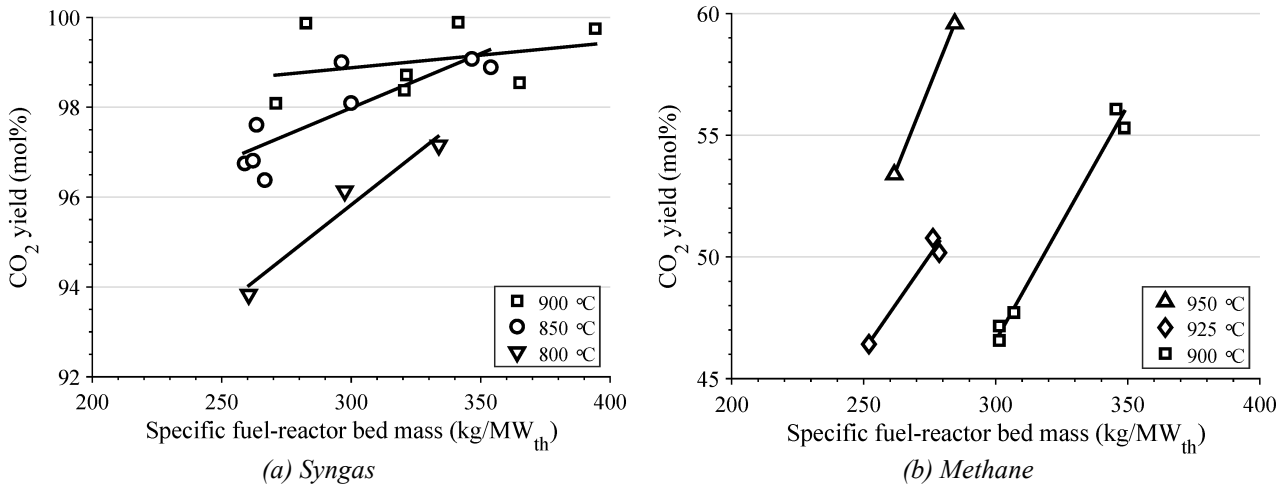 100
98
96
94
92
CO2 yield (mol%)
900 °C
850 °C
800 °C
200
250
300
350
400
Specific fuel-reactor bed mass (kg/MWth)
(a) Syngas
60
55
50
45
CO2 yield (mol%)
950 °C
925 °C
900 °C
200
250
300
350
400
Specific fuel-reactor bed mass (kg/MWth)
(b) Methane